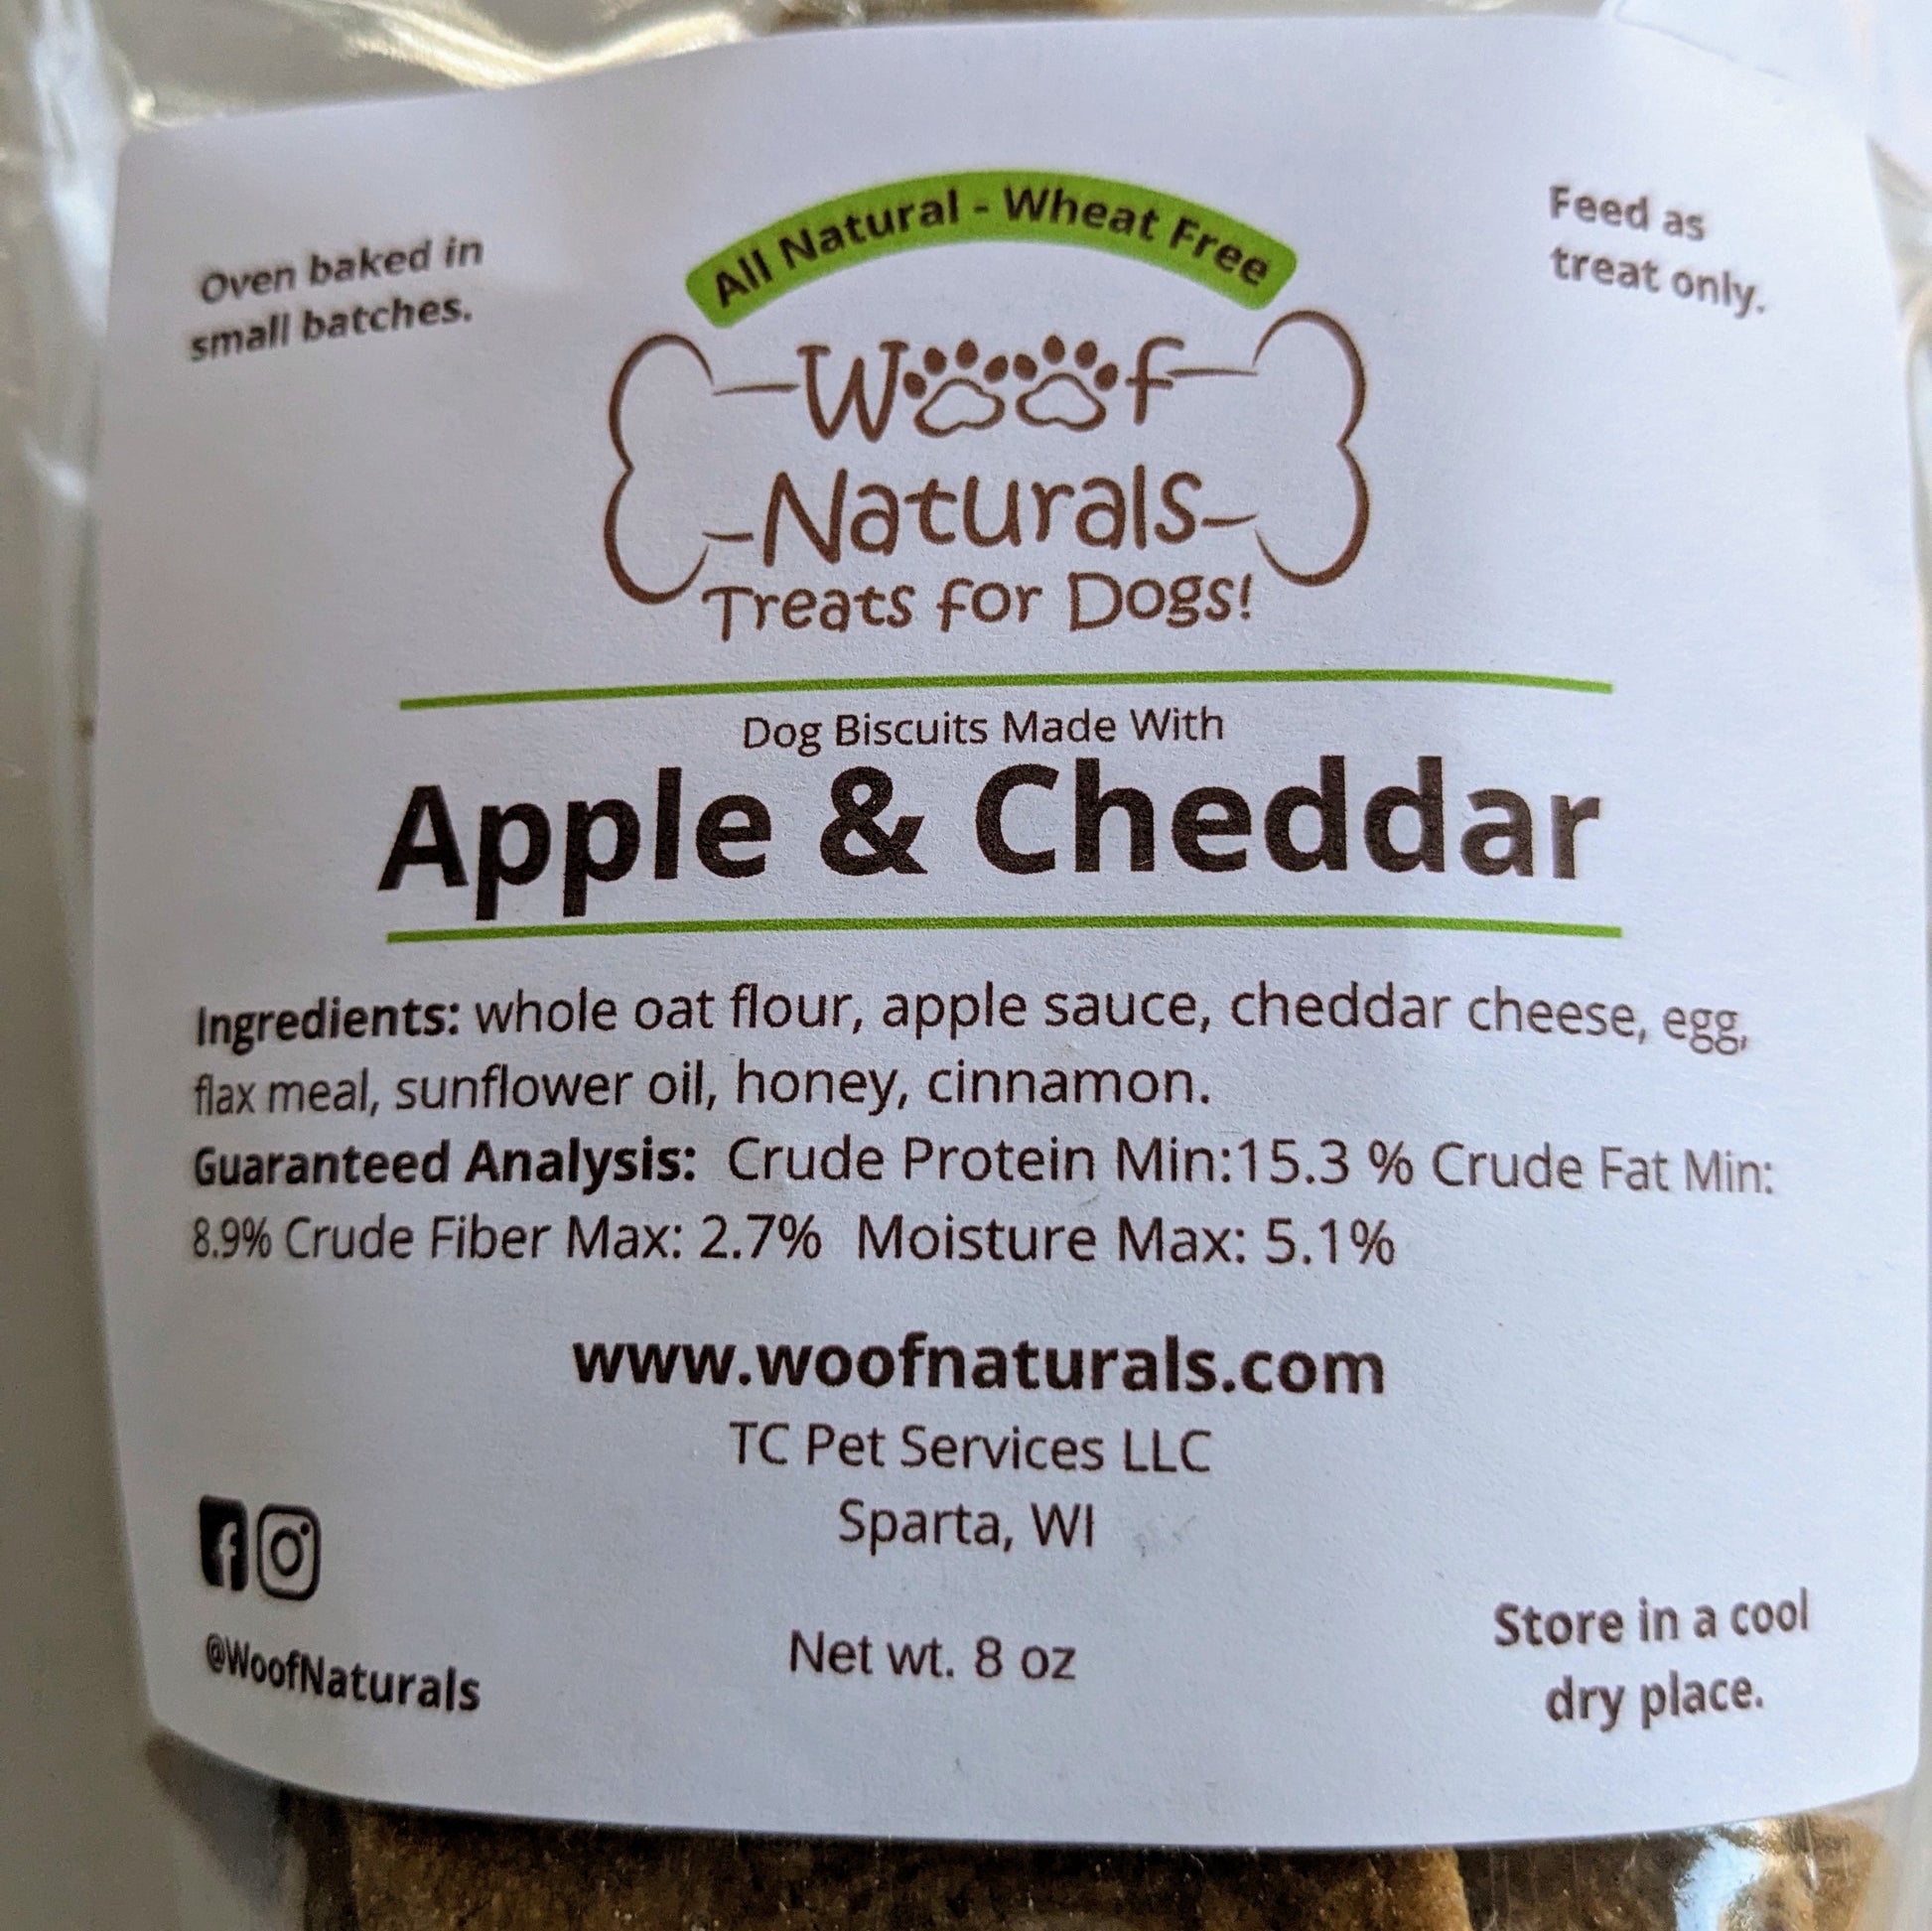 All Natural - Wheat Free
Oven baked in
small batches.
Feed as
treat only.
Woof
Naturals
Treats for Dogs!
Dog Biscuits Made With
Apple & Cheddar
Ingredients: whole oat flour, apple sauce, cheddar cheese, egg,
flax meal, sunflower oil, honey, cinnamon.
Guaranteed Analysis: Crude Protein Min:15.3 % Crude Fat Min:
8.9% Crude Fiber Max: 2.7% Moisture Max: 5.1%
www.woofnaturals.com
TC Pet Services LLC
Sparta, WI
@WoofNaturals
Net wt. 8 oz
Store in a cool
dry place.